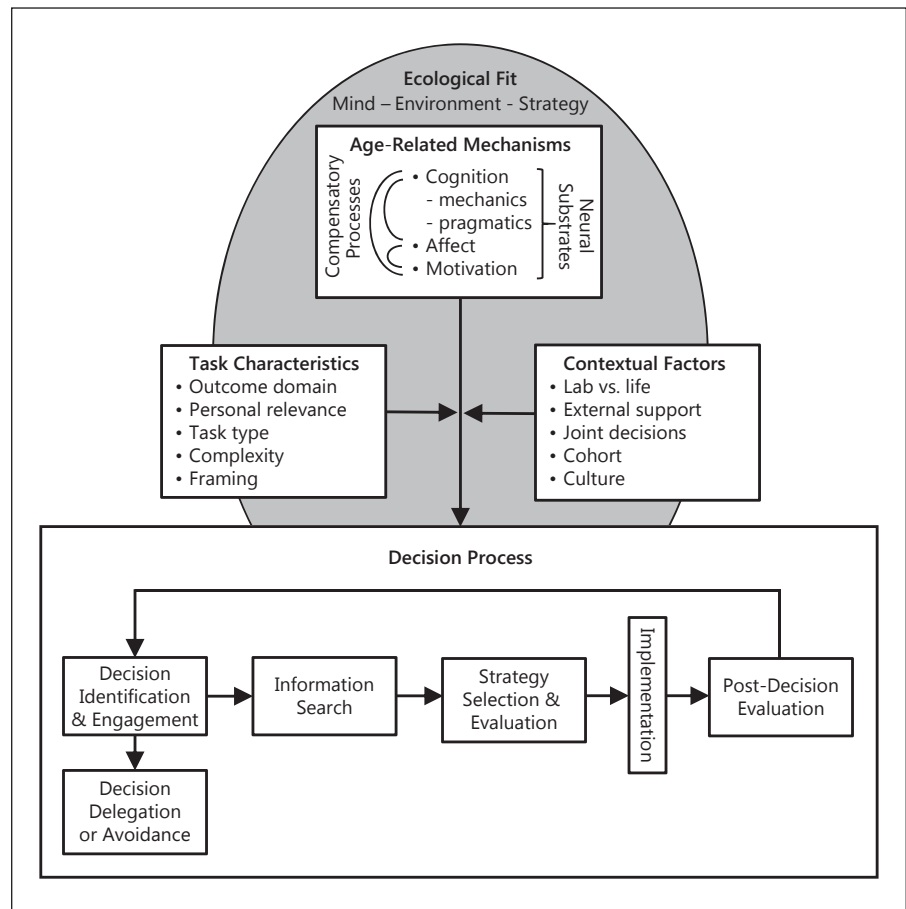 Ecological Fit
Mind – Environment - Strategy
Age-Related Mechanisms
Compensatory
Processes
• Cognition
- mechanics
- pragmatics
• Affect
• Motivation
Neural
Substrates
Task Characteristics
• Outcome domain
• Personal relevance
• Task type
• Complexity
• Framing
Contextual Factors
• Lab vs. life
• External support
• Joint decisions
• Cohort
• Culture
Decision Process
Decision
Identification
& Engagement
Information
Search
Strategy
Selection &
Evaluation
Implementation
Post-Decision
Evaluation
Decision
Delegation
or Avoidance